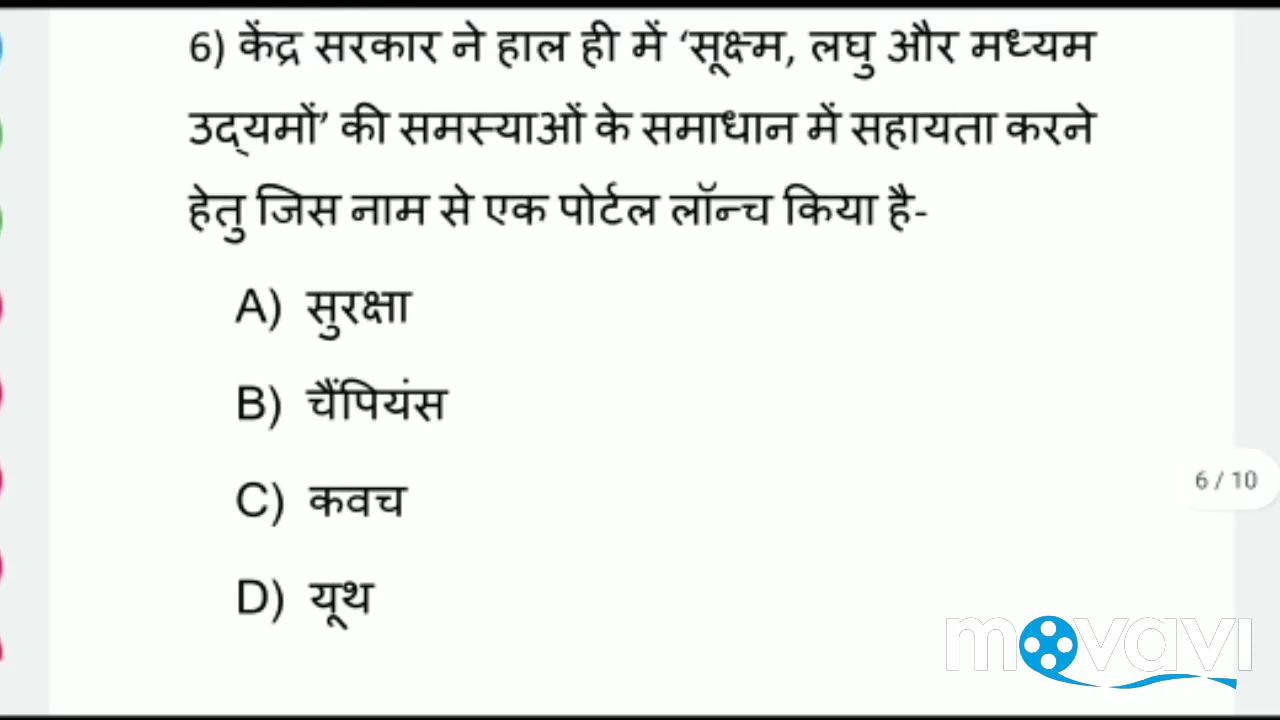 6) केंद्र सरकार ने हाल ही में ‘सूक्ष्म, लघु और मध्यम
उद्यमों’ की समस्याओं के समाधान में सहायता करने
हेतु जिस नाम से एक पोर्टल लॉन्च किया है-
A) सुरक्षा
B) चैंपियंस
C) कवच
6 / 10
D) यूथ
movavi